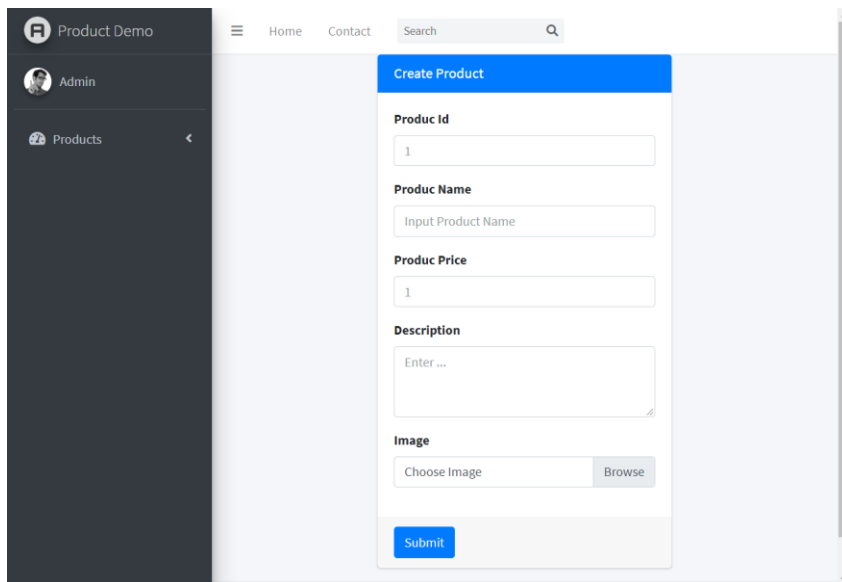 Product Demo
Home Contact Search
Admin
Products
Create Product
Produc Id
1
Produc Name
Input Product Name
Produc Price
1
Description
Enter ...
Image
Choose Image Browse
Submit